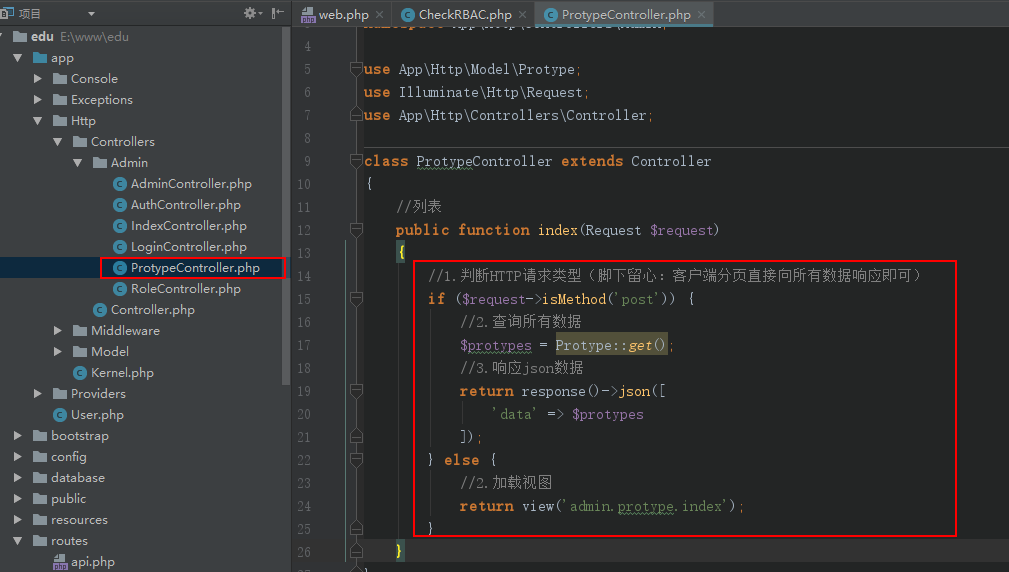 项目
web.php
CheckRBAC.php
ProtypeController.php
edu E:\www\edu
app
Console
Exceptions
Http
Controllers
Admin
AdminController.php
AuthController.php
IndexController.php
LoginController.php
ProtypeController.php
RoleController.php
Controller.php
Middleware
Model
Kernel.php
Providers
User.php
bootstrap
config
database
public
resources
routes
php api.php
4
5 use App\Http\Model\Protype;
6 use Illuminate\Http\Request;
7 use App\Http\Controllers\Controller;
8
9 class ProtypeController extends Controller
10 {
11 //列表
12 public function index(Request $request)
13 {
14 //1.判断HTTP请求类型（脚下留心：客户端分页直接向所有数据响应即可）
15 if ($request->isMethod('post')) {
16 //2.查询所有数据
17 $protypes = Protype::get();
18 //3.响应json数据
19 return response()->json([
20 'data' => $protypes
21 ]);
22 } else {
23 //2.加载视图
24 return view('admin.protype.index');
25 }
26 }